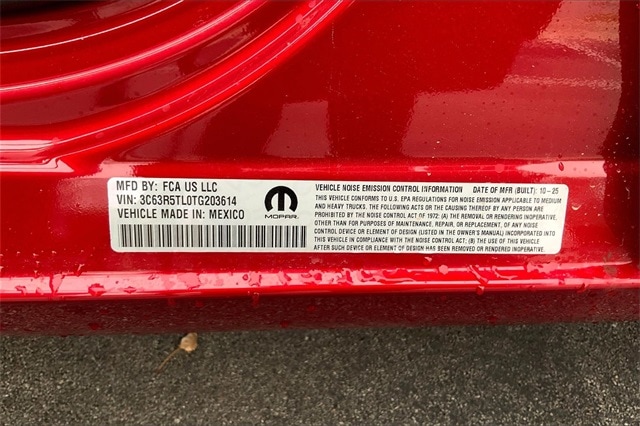 MFD BY: FCA US LLC
VIN: 3C63R5TL0TG203614
VEHICLE MADE IN: MEXICO
MOPAR
VEHICLE NOISE EMISSION CONTROL INFORMATION DATE OF MFR (BUILT): 10-25
THIS VEHICLE CONFORMS TO U.S. EPA REGULATIONS FOR NOISE EMISSION APPLICABLE TO MEDIUM
AND HEAVY TRUCKS. THE FOLLOWING ACTS OR THE CAUSING THEREOF BY ANY PERSON ARE
PROHIBITED BY THE NOISE CONTROL ACT OF 1972: (A) THE REMOVAL OR RENDERING INOPERATIVE,
OTHER THAN FOR PURPOSES OF MAINTENANCE, REPAIR, OR REPLACEMENT, OF ANY NOISE
CONTROL DEVICE OR ELEMENT OF DESIGN (LISTED IN THE OWNER'S MANUAL) INCORPORATED INTO
THIS VEHICLE IN COMPLIANCE WITH THE NOISE CONTROL ACT; (B) THE USE OF THIS VEHICLE
AFTER SUCH DEVICE OR ELEMENT OF DESIGN HAS BEEN REMOVED OR RENDERED INOPERATIVE.